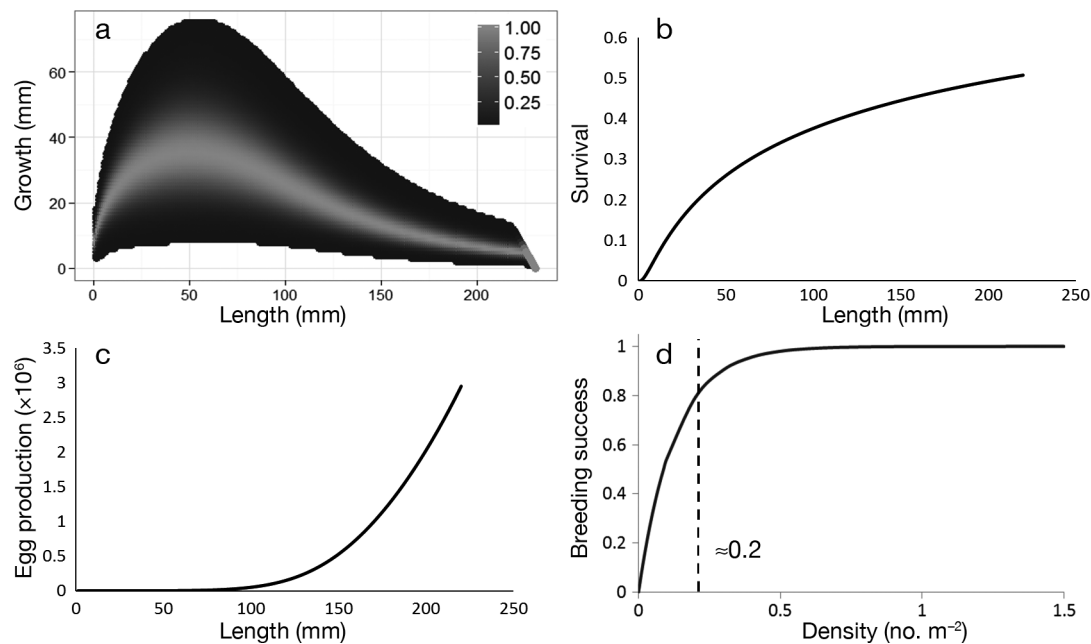 a
1.00
0.75
0.50
0.25
60
40
20
0
Growth (mm)
0 50 100 150 200
Length (mm)
b
0.6
0.5
0.4
0.3
0.2
0.1
0
Survival
0 50 100 150 200 250
Length (mm)
c
3.5
3
2.5
2
1.5
1
0.5
0
Egg production (×10⁶)
0 50 100 150 200 250
Length (mm)
d
1
0.8
0.6
0.4
0.2
0
Breeding success
≈0.2
0 0.5 1 1.5
Density (no. m⁻²)